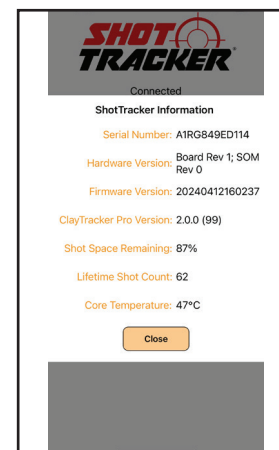 SHOT
TRACKER
Connected
ShotTracker Information
Serial Number: A1RG849ED114
Hardware Version: Board Rev 1; SOM
Rev 0
Firmware Version: 20240412160237
ClayTracker Pro Version: 2.0.0 (99)
Shot Space Remaining: 87%
Lifetime Shot Count: 62
Core Temperature: 47°C
Close